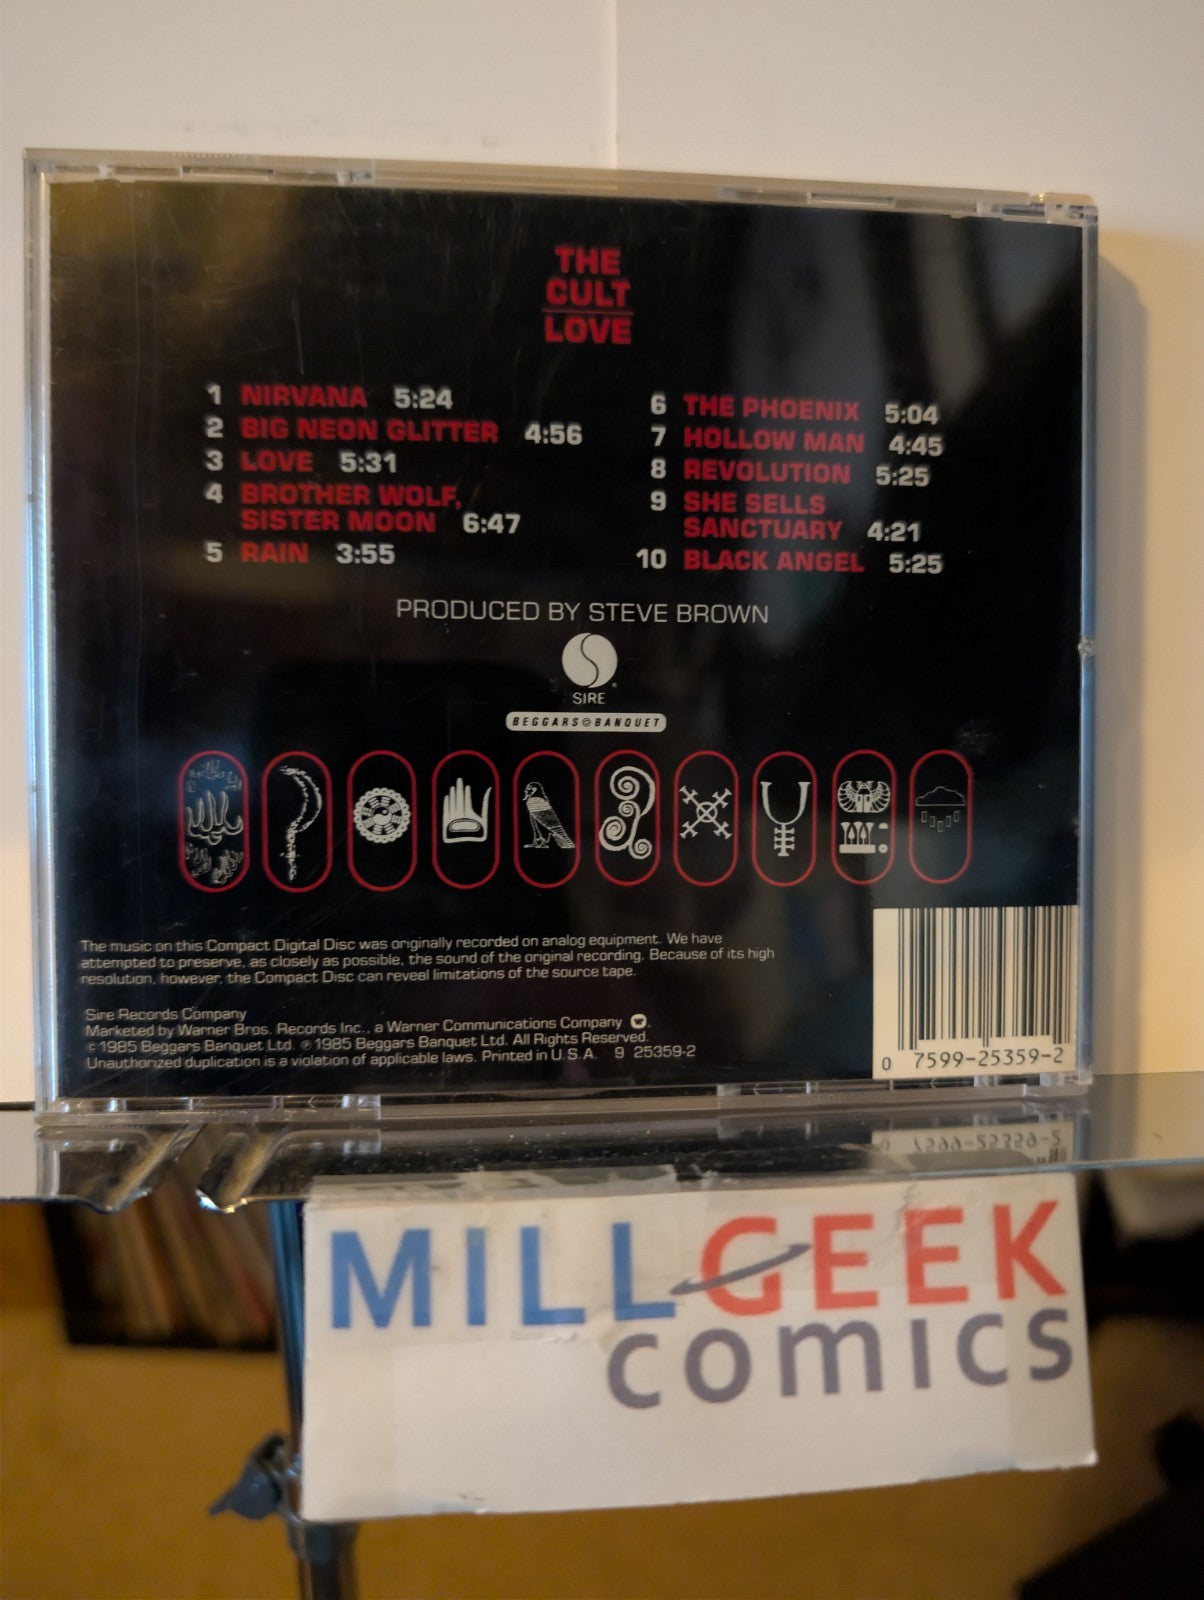 THE
CULT
LOVE
1 NIRVANA 5:24
2 BIG NEON GLITTER 4:56
3 LOVE 5:31
4 BROTHER WOLF,
SISTER MOON 6:47
5 RAIN 3:55
6 THE PHOENIX 5:04
7 HOLLOW MAN 4:45
8 REVOLUTION 5:25
9 SHE SELLS
SANCTUARY 4:21
10 BLACK ANGEL 5:25
PRODUCED BY STEVE BROWN
SIRE
BEGGARS BANQUET
The music on this Compact Digital Disc was originally recorded on analog equipment. We have
attempted to preserve, as closely as possible, the sound of the original recording. Because of its high
resolution, however, the Compact Disc can reveal limitations of the source tape.
Sire Records Company
Marketed by Warner Bros. Records Inc., a Warner Communications Company.
© 1985 Beggars Banquet Ltd. ℗ 1985 Beggars Banquet Ltd. All Rights Reserved.
Unauthorized duplication is a violation of applicable laws. Printed in U.S.A. 9 25359-2
0 7599-25359-2
MILLGEEK
comics